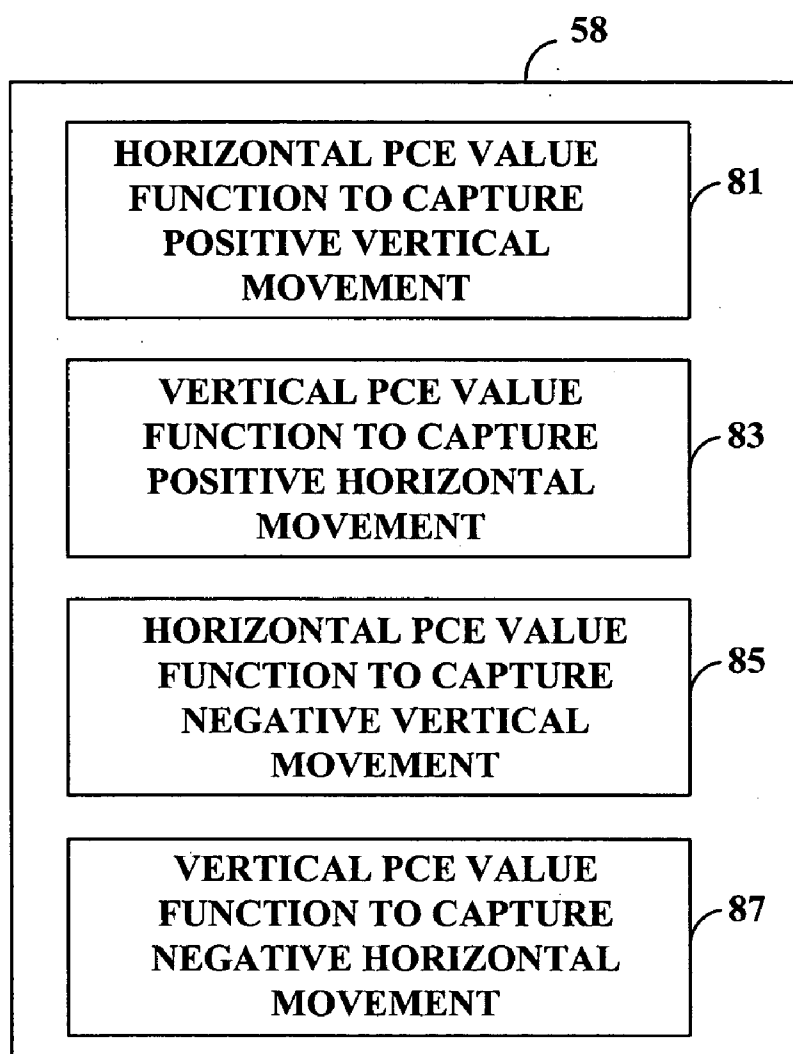 58
HORIZONTAL PCE VALUE
FUNCTION TO CAPTURE
POSITIVE VERTICAL
MOVEMENT
81
VERTICAL PCE VALUE
FUNCTION TO CAPTURE
POSITIVE HORIZONTAL
MOVEMENT
83
HORIZONTAL PCE VALUE
FUNCTION TO CAPTURE
NEGATIVE VERTICAL
MOVEMENT
85
VERTICAL PCE VALUE
FUNCTION TO CAPTURE
NEGATIVE HORIZONTAL
MOVEMENT
87